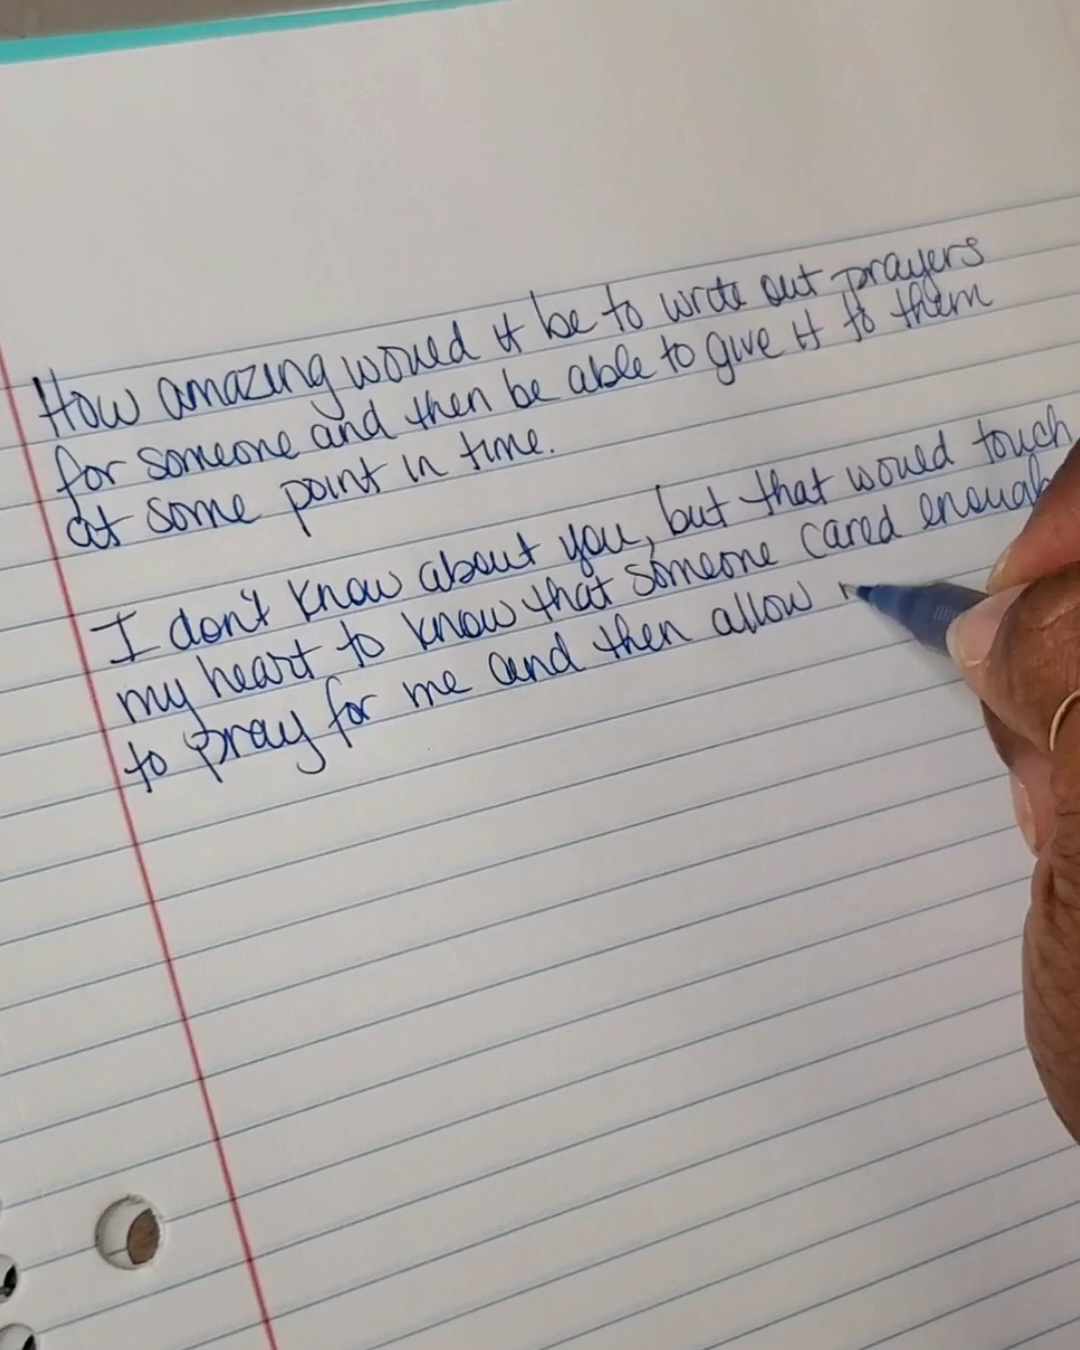 How amazing would it be to write out prayers
for someone and then be able to give it to them
at some point in time.
I don't know about you, but that would touch
my heart to know that someone cared enough
to pray for me and then allow